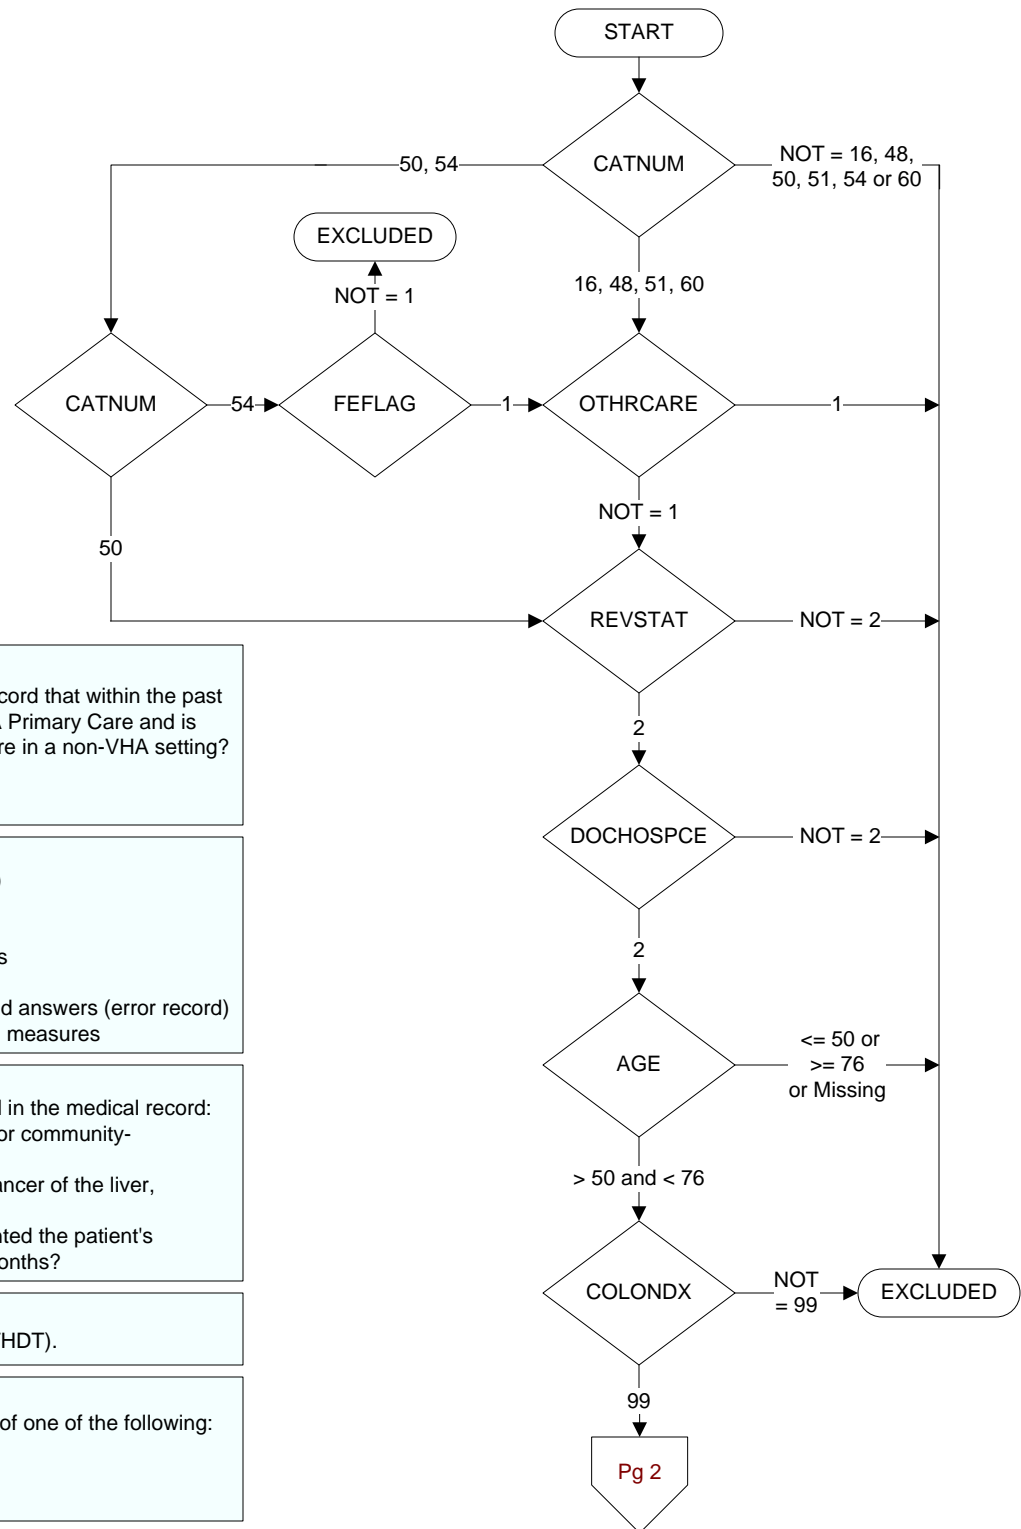 START
CATNUM
50, 54
NOT = 16, 48,
50, 51, 54 or 60
EXCLUDED
NOT = 1
16, 48, 51, 60
CATNUM
54
FEFLAG
1
OTHRCARE
1
NOT = 1
50
REVSTAT
NOT = 2
2
DOCHOSPCE
NOT = 2
2
AGE
<= 50 or
>= 76
or Missing
> 50 and < 76
COLONDX
NOT
= 99
EXCLUDED
99
Pg 2
cord that within the past
Primary Care and is
re in a non-VHA setting?
s
d answers (error record)
measures
in the medical record:
or community-
ancer of the liver,
nted the patient's
onths?
HDT).
of one of the following: